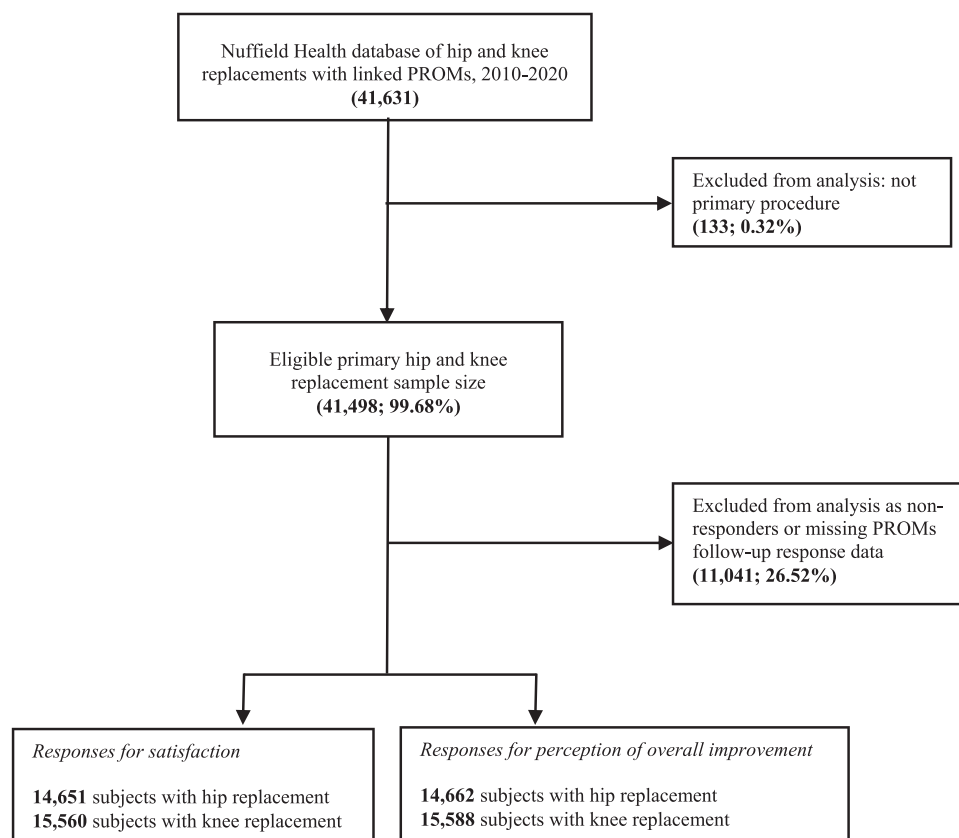 Nuffield Health database of hip and knee
replacements with linked PROMs, 2010-2020
(41,631)
Excluded from analysis: not
primary procedure
(133; 0.32%)
Eligible primary hip and knee
replacement sample size
(41,498; 99.68%)
Excluded from analysis as non-
responders or missing PROMs
follow-up response data
(11,041; 26.52%)
Responses for satisfaction
14,651 subjects with hip replacement
15,560 subjects with knee replacement
Responses for perception of overall improvement
14,662 subjects with hip replacement
15,588 subjects with knee replacement